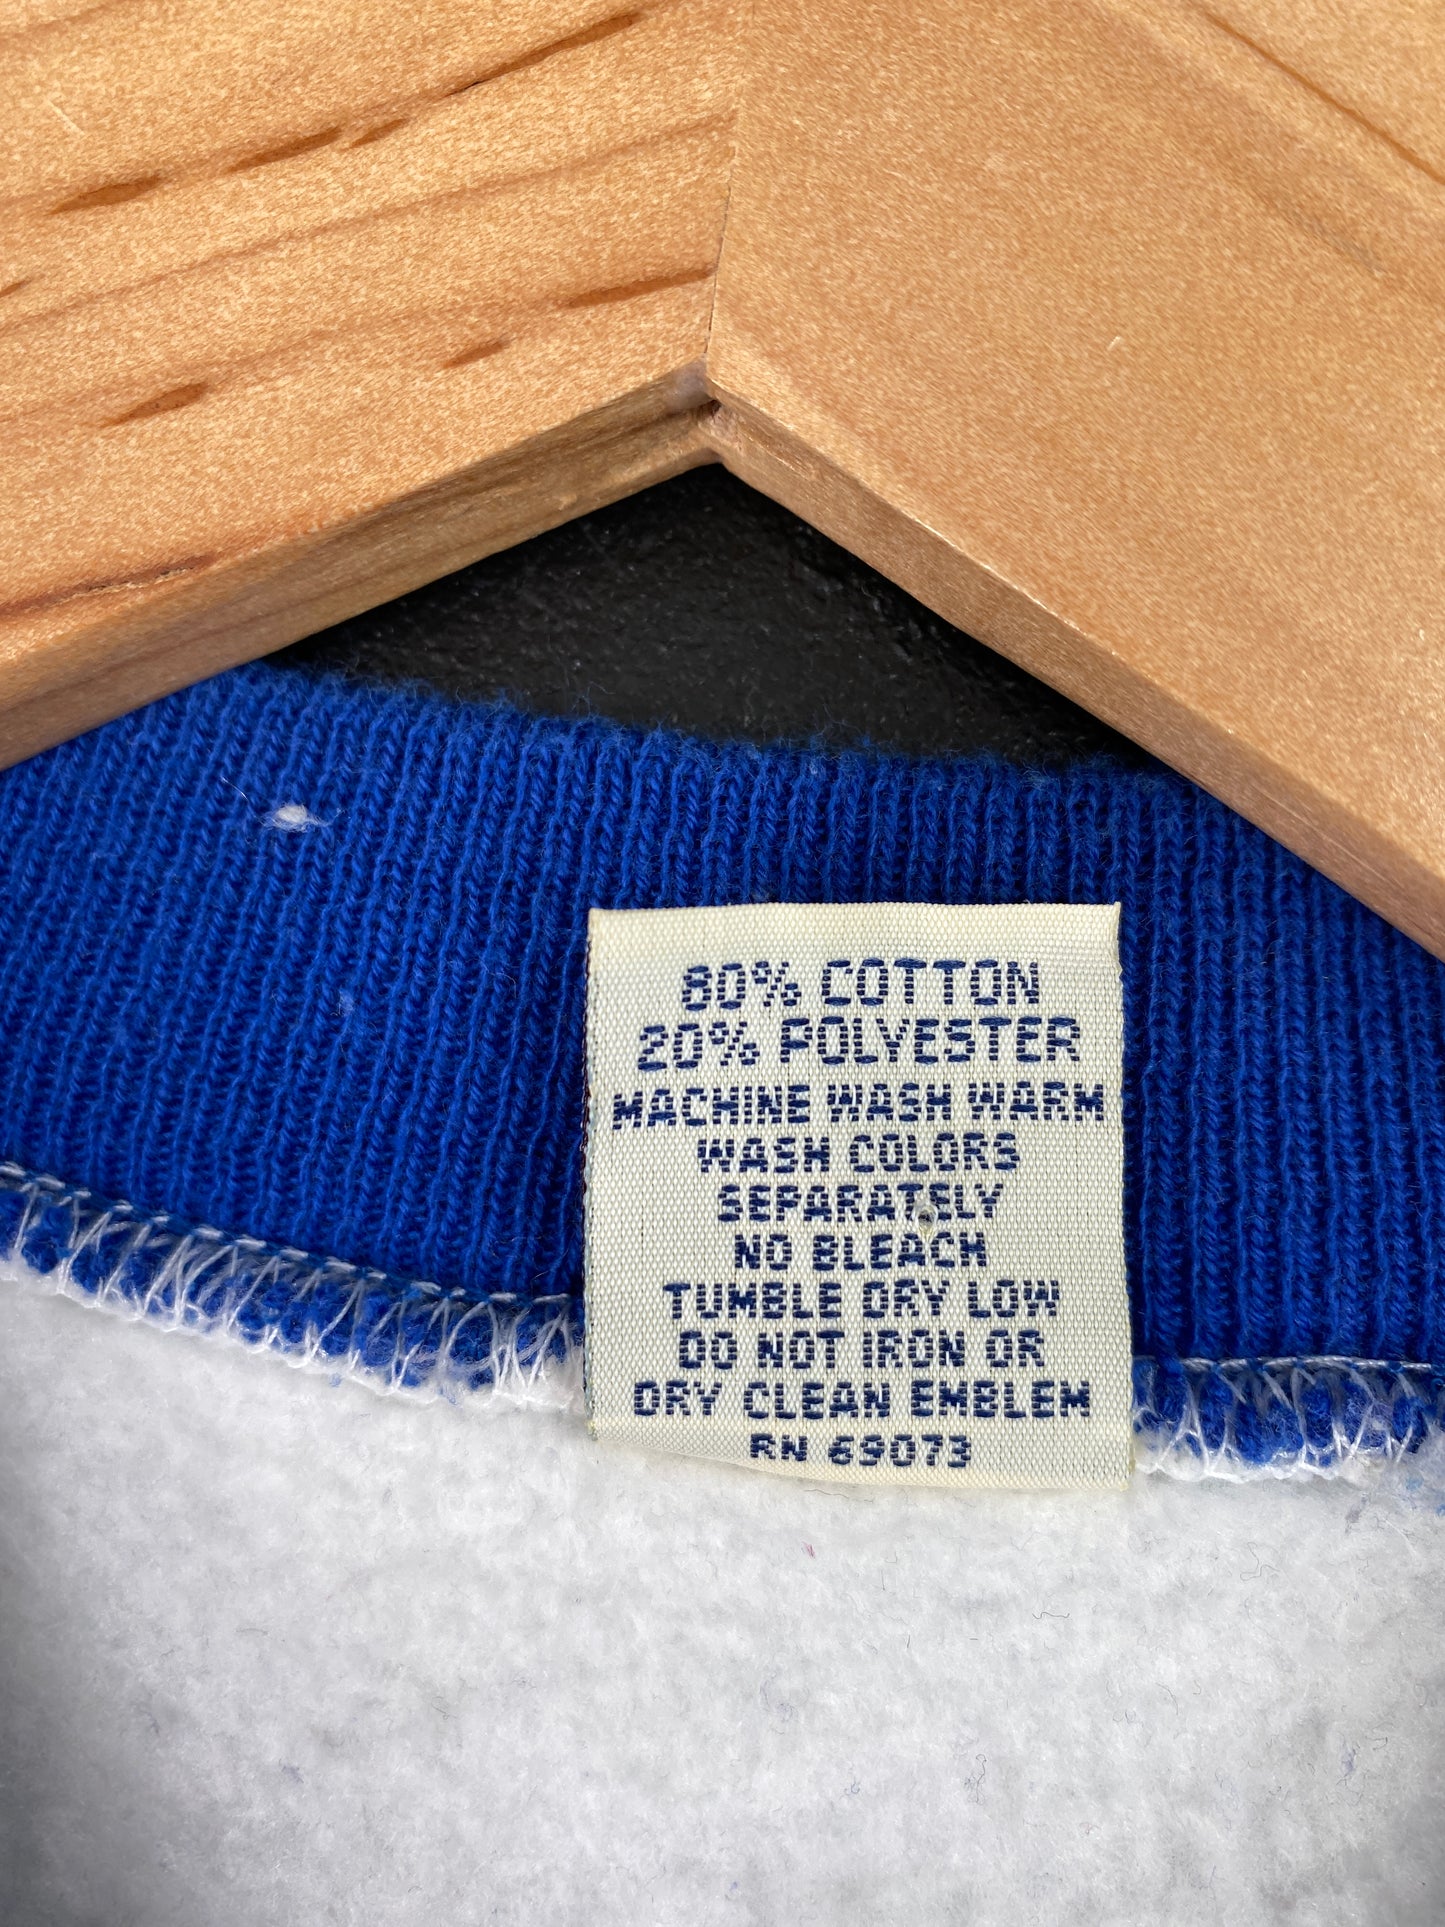 80% COTTON
20% POLYESTER
MACHINE WASH WARM
WASH COLORS
SEPARATELY
NO BLEACH
TUMBLE DRY LOW
DO NOT IRON OR
DRY CLEAN EMBLEM
RN 69073